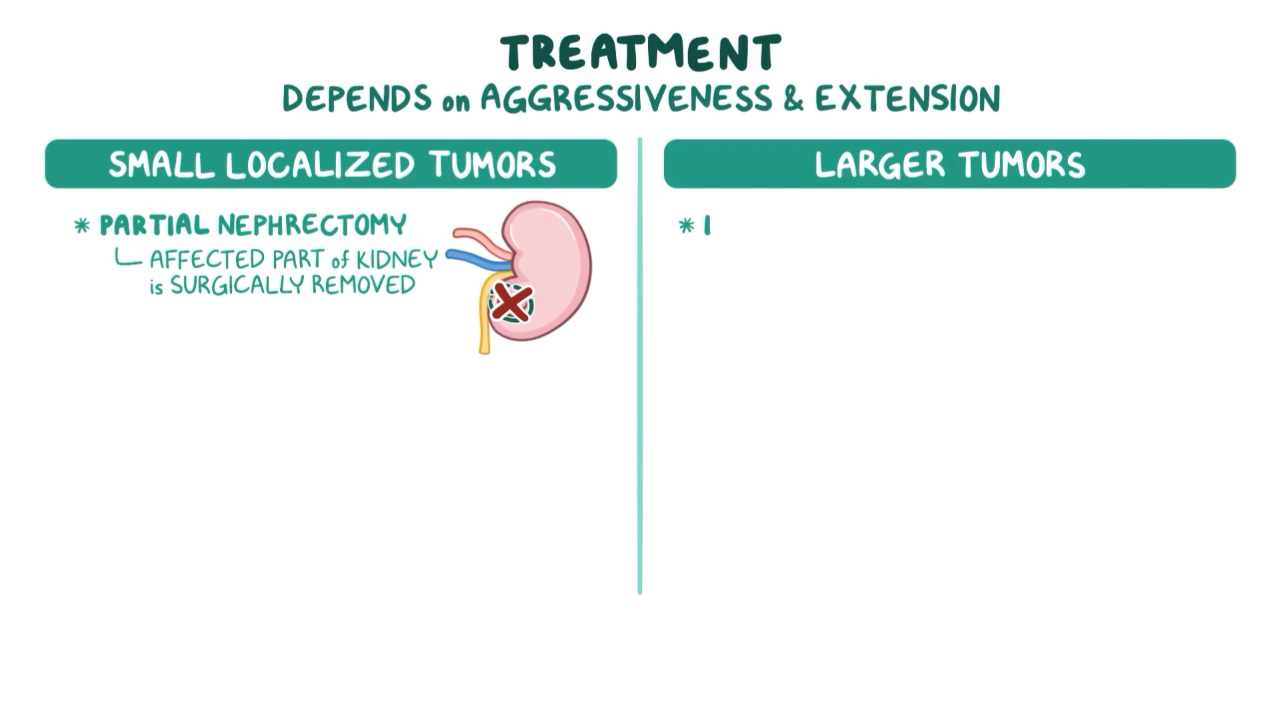 TREATMENT
DEPENDS on AGGRESSIVENESS & EXTENSION
SMALL LOCALIZED TUMORS
* PARTIAL NEPHRECTOMY
AFFECTED PART of KIDNEY
is SURGICALLY REMOVED
LARGER TUMORS
*